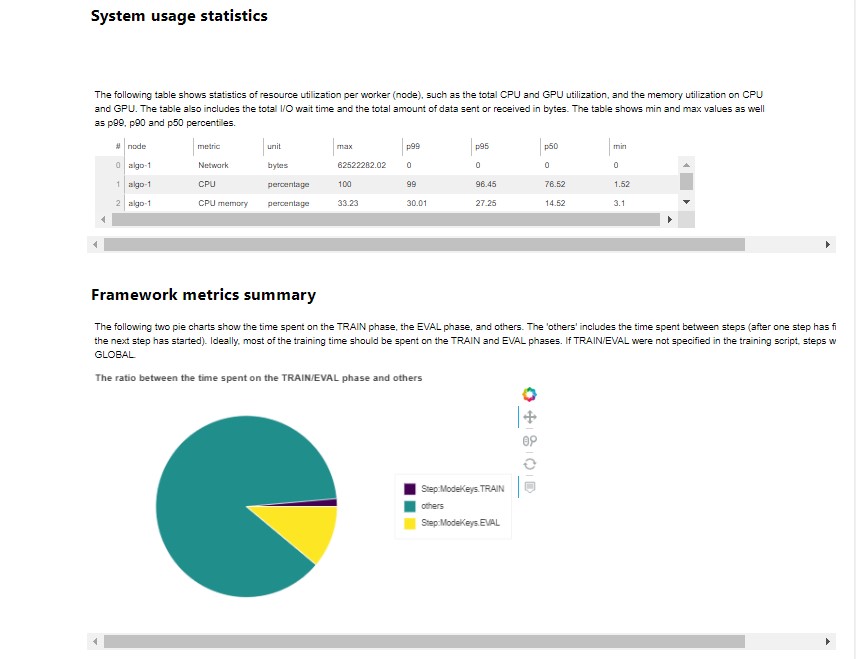 System usage statistics
The following table shows statistics of resource utilization per worker (node), such as the total CPU and GPU utilization, and the memory utilization on CPU
and GPU. The table also includes the total I/O wait time and the total amount of data sent or received in bytes. The table shows min and max values as well
as p99, p90 and p50 percentiles.
# node metric unit max p99 p95 p50 min
0 algo-1 Network bytes 62522282.02 0 0 0 0
1 algo-1 CPU percentage 100 99 96.45 76.52 1.52
2 algo-1 CPU memory percentage 33.23 30.01 27.25 14.52 3.1
Framework metrics summary
The following two pie charts show the time spent on the TRAIN phase, the EVAL phase, and others. The 'others' includes the time spent between steps (after one step has fi
the next step has started). Ideally, most of the training time should be spent on the TRAIN and EVAL phases. If TRAIN/EVAL were not specified in the training script, steps w
GLOBAL.
The ratio between the time spent on the TRAIN/EVAL phase and others
Step:ModeKeys.TRAIN
others
Step:ModeKeys.EVAL